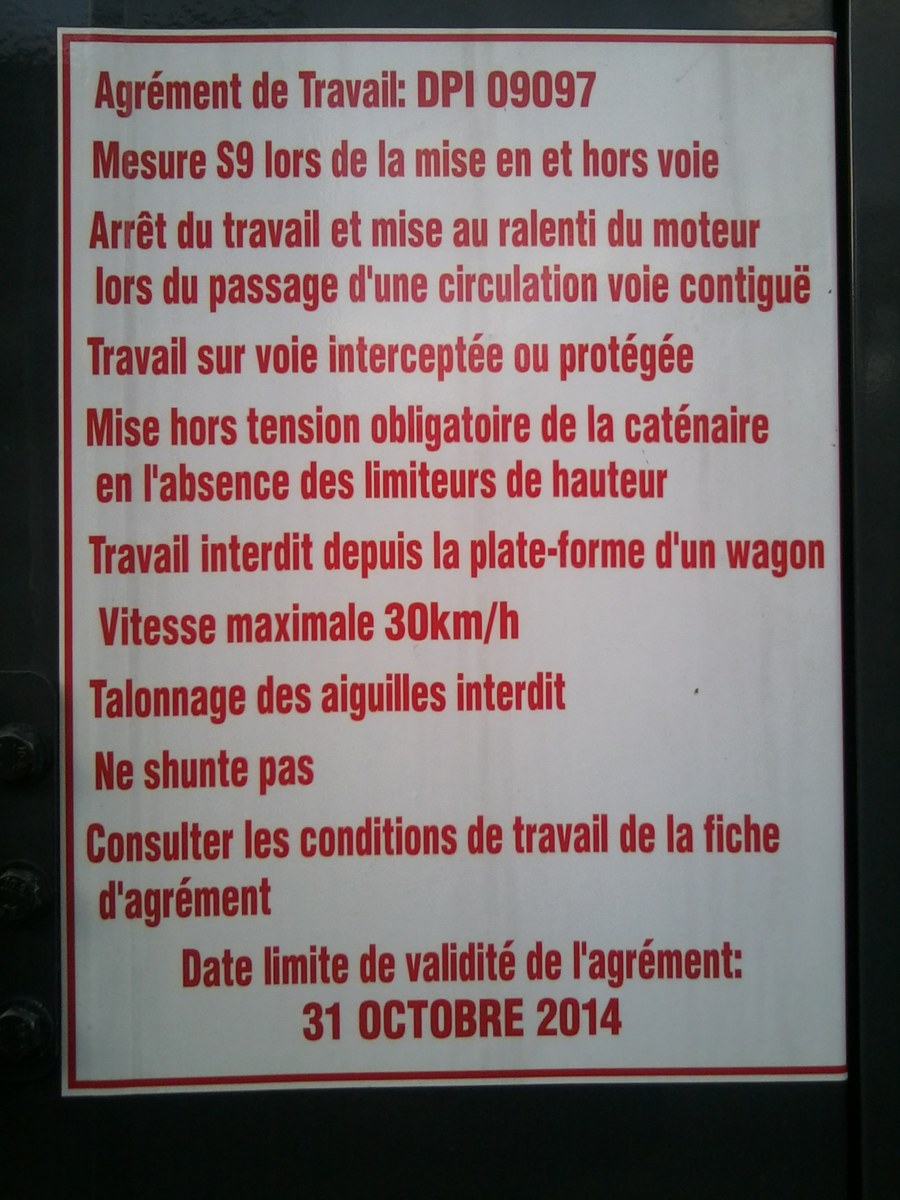 Agrément de Travail: DPI 09097
Mesure S9 lors de la mise en et hors voie
Arrêt du travail et mise au ralenti du moteur
lors du passage d'une circulation voie contiguë
Travail sur voie interceptée ou protégée
Mise hors tension obligatoire de la caténaire
en l'absence des limiteurs de hauteur
Travail interdit depuis la plate-forme d'un wagon
Vitesse maximale 30km/h
Talonnage des aiguilles interdit
Ne shunte pas
Consulter les conditions de travail de la fiche
d'agrément
Date limite de validité de l'agrément:
31 OCTOBRE 2014